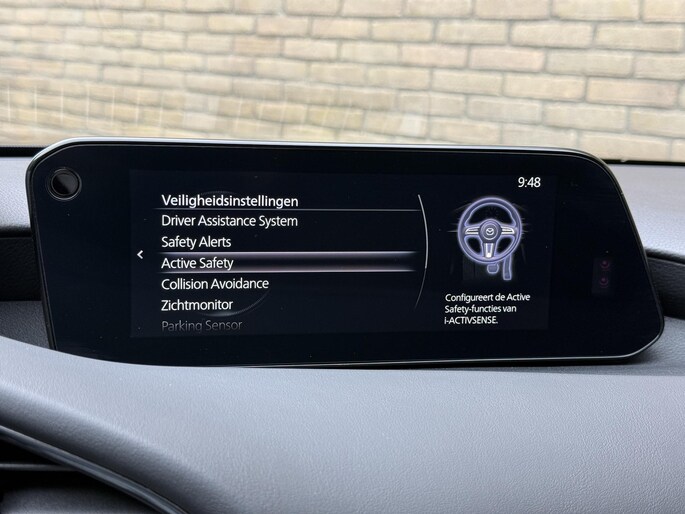 9:48
Veiligheidsinstellingen
Driver Assistance System
Safety Alerts
Active Safety
Collision Avoidance
Zichtmonitor
Parking Sensor
Configureert de Active
Safety-functies van
i-ACTIVSENSE.